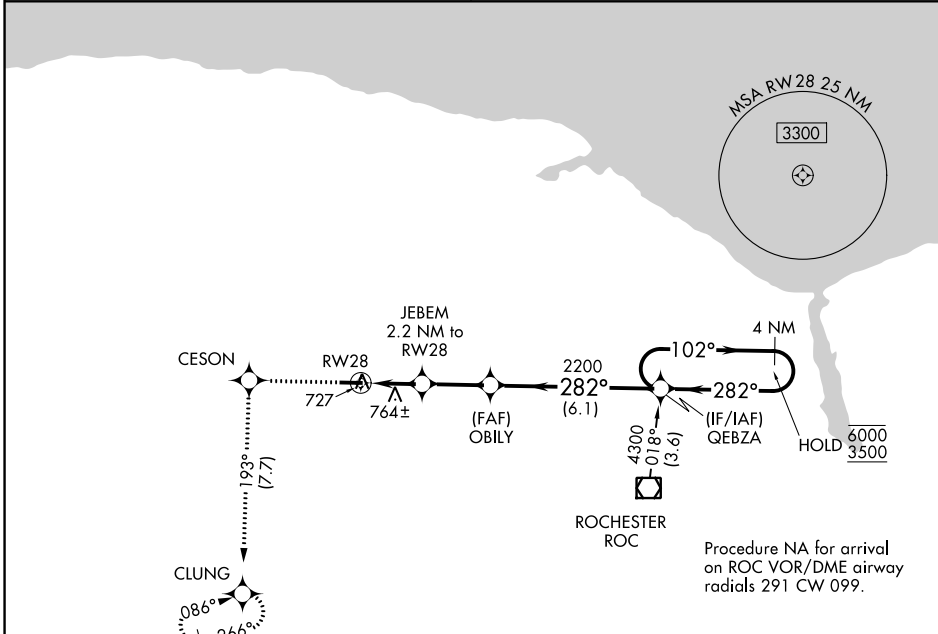 MSA RW28 25 NM
3300
JEBEM
2.2 NM to
RW28
4 NM
CESON
RW28
2200
102°
727
764±
282°
282°
(6.1)
(FAF)
OBILY
(IF/IAF)
QEBZA
HOLD
6000
3500
4300
018°
(3.6)
193°
(7.7)
ROCHESTER
ROC
Procedure NA for arrival
on ROC VOR/DME airway
radials 291 CW 099.
CLUNG
086°
266°